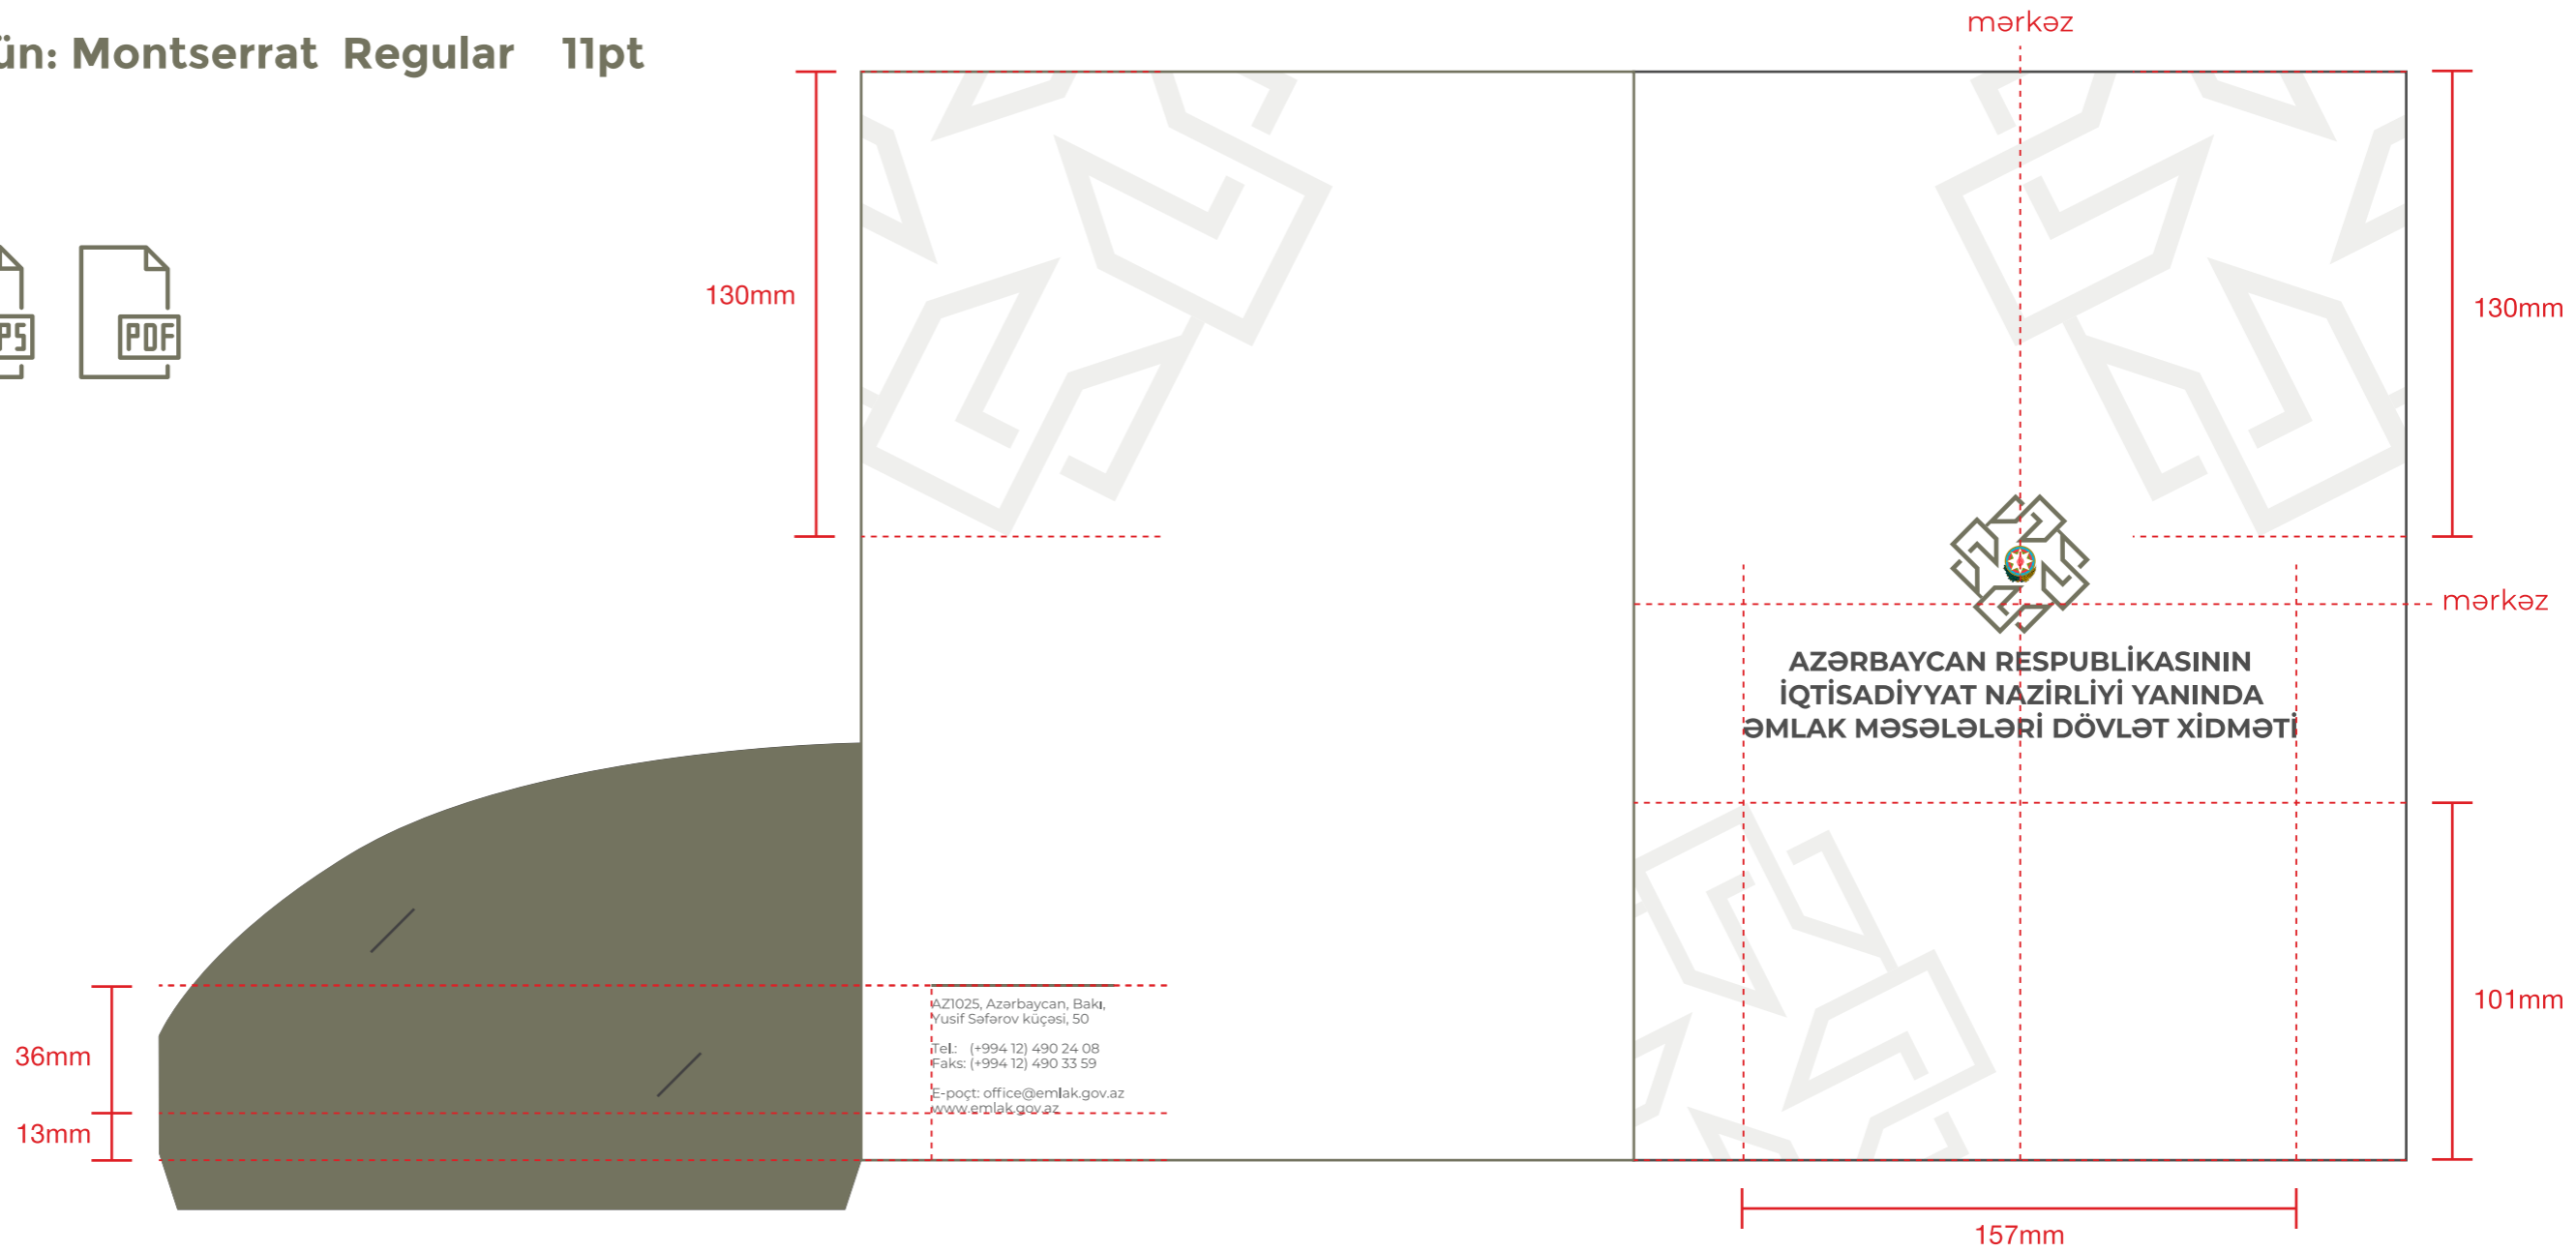 ün: Montserrat Regular 11pt
PS
PDF
mərkəz
130mm
130mm
mərkəz
AZƏRBAYCAN RESPUBLİKASININ
İQTİSADİYYAT NAZİRLİYİ YANINDA
ƏMLAK MƏSƏLƏLƏRİ DÖVLƏT XİDMƏTİ
36mm
13mm
AZ1025, Azərbaycan, Bakı,
Yusif Səfərov küçəsi, 50
Tel.: (+994 12) 490 24 08
Faks: (+994 12) 490 33 59
E-poçt: office@emlak.gov.az
www.emlak.gov.az
101mm
157mm